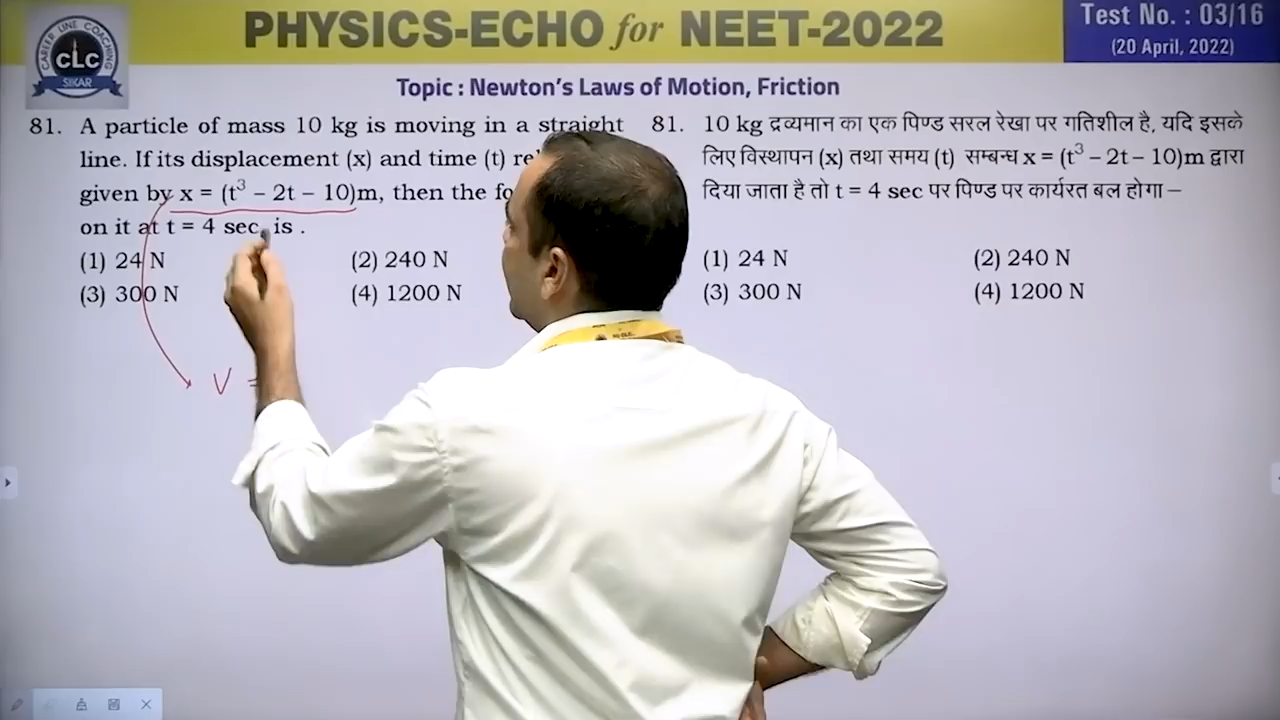 CAREER LINE COACHING
CLC
SIKAR
PHYSICS-ECHO for NEET-2022
Test No. : 03/16
(20 April, 2022)
Topic : Newton's Laws of Motion, Friction
81. A particle of mass 10 kg is moving in a straight
line. If its displacement (x) and time (t)
given by x = (t³ – 2t – 10)m, then the
on it at t = 4 sec is .
(1) 24 N (2) 240 N
(3) 300 N (4) 1200 N
V =
81. 10 kg द्रव्यमान का एक पिण्ड सरल रेखा पर गतिशील है, यदि इसके
लिए विस्थापन (x) तथा समय (t) सम्बन्ध x = (t³ – 2t – 10)m द्वारा
दिया जाता है तो t = 4 sec पर पिण्ड पर कार्यरत बल होगा –
(1) 24 N (2) 240 N
(3) 300 N (4) 1200 N